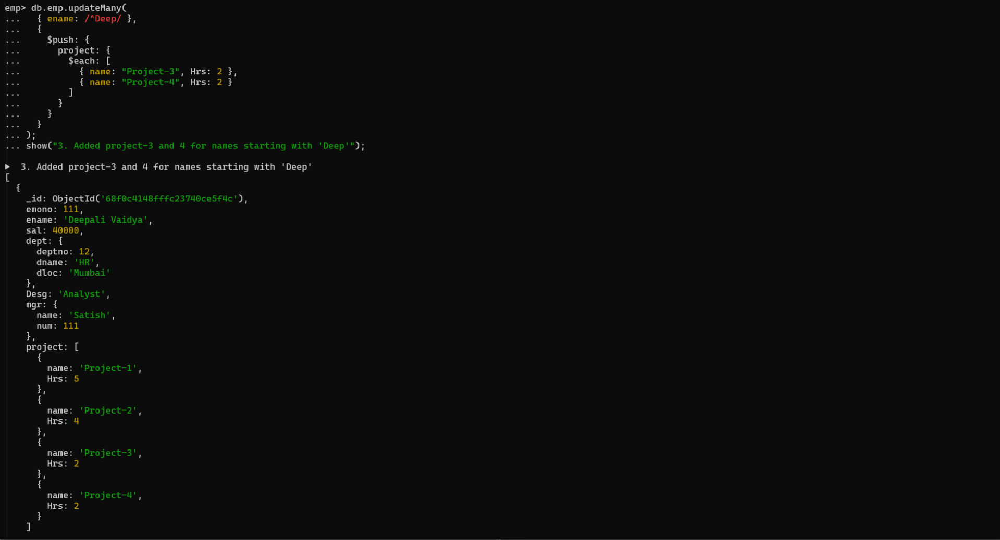 emp> db.emp.updateMany(
...   { ename: /^Deep/ },
...   {
...     $push: {
...       project: {
...         $each: [
...           { name: "Project-3", Hrs: 2 },
...           { name: "Project-4", Hrs: 2 }
...         ]
...       }
...     }
...   }
... );
... show("3. Added project-3 and 4 for names starting with 'Deep'");

▶  3. Added project-3 and 4 for names starting with 'Deep'
[
  {
    _id: ObjectId('68f0c4148fffc23740ce5f4c'),
    emono: 111,
    ename: 'Deepali Vaidya',
    sal: 40000,
    dept: {
      deptno: 12,
      dname: 'HR',
      dloc: 'Mumbai'
    },
    Desg: 'Analyst',
    mgr: {
      name: 'Satish',
      num: 111
    },
    project: [
      {
        name: 'Project-1',
        Hrs: 5
      },
      {
        name: 'Project-2',
        Hrs: 4
      },
      {
        name: 'Project-3',
        Hrs: 2
      },
      {
        name: 'Project-4',
        Hrs: 2
      }
    ]